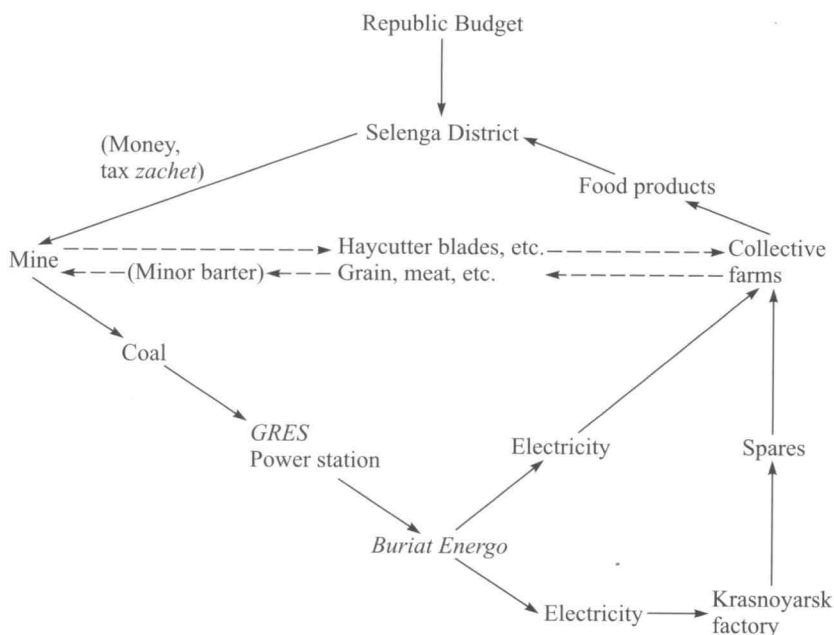 Republic Budget
Selenga District
(Money,
tax zachet)
Food products
Mine
Haycutter blades, etc.
Collective
farms
(Minor barter)
Grain, meat, etc.
Coal
GRES
Power station
Electricity
Spares
Buriat Energo
Electricity
Krasnoyarsk
factory